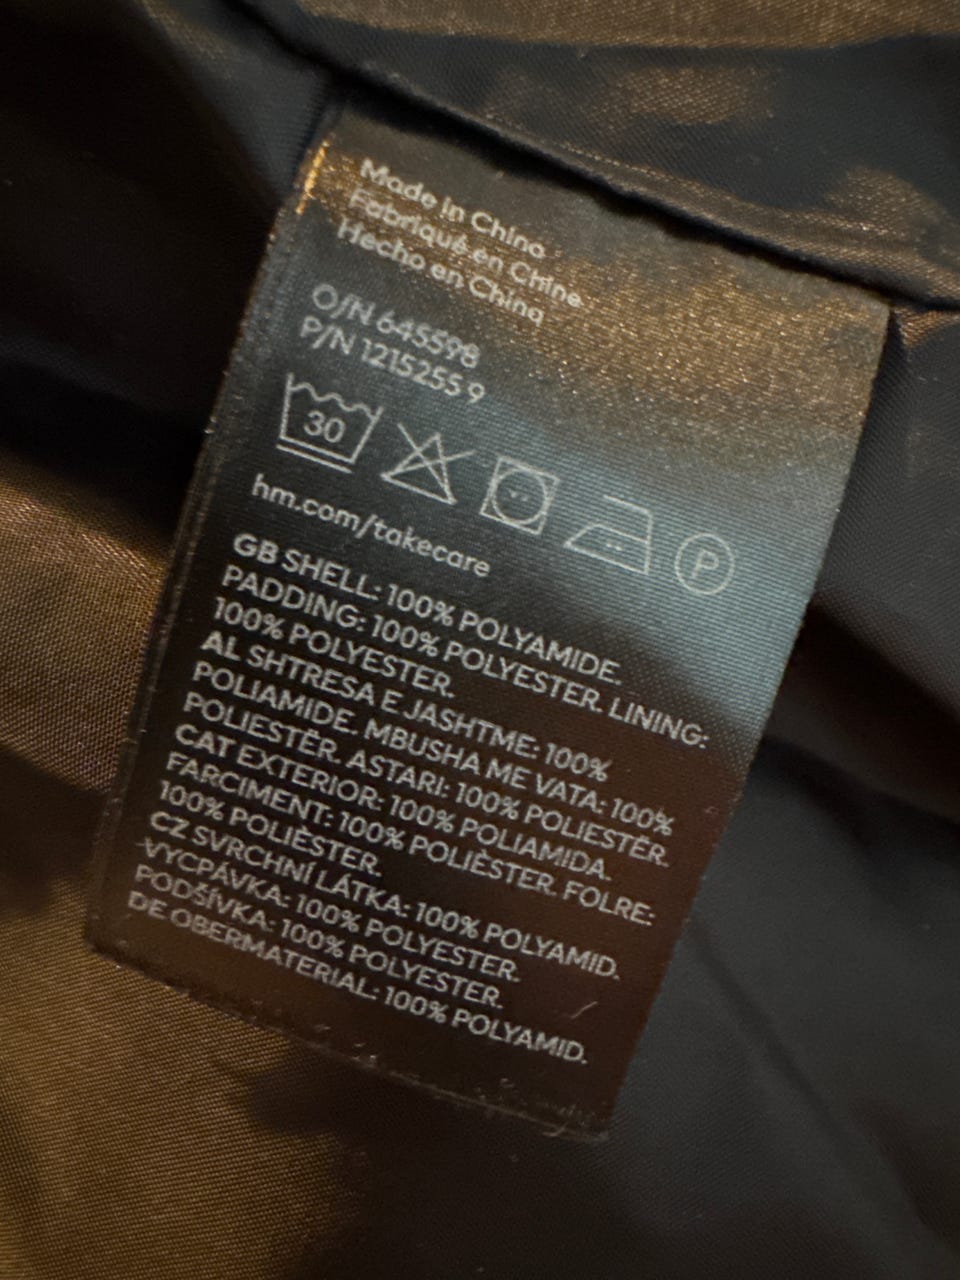 Made in China
Fabriqué en Chine
Hecho en China
O/N 645598
P/N 1215255 9
30
P
hm.com/takecare
GB SHELL: 100% POLYAMIDE.
PADDING: 100% POLYESTER. LINING:
100% POLYESTER.
AL SHTRESA E JASHTME: 100%
POLIAMIDE. MBUSHA ME VATA: 100%
POLIESTËR. ASTARI: 100% POLIESTËR.
CAT EXTERIOR: 100% POLIAMIDA.
FARCIMENT: 100% POLIÈSTER. FOLRE:
100% POLIÈSTER.
CZ SVRCHNÍ LÁTKA: 100% POLYAMID.
VYCPÁVKA: 100% POLYESTER.
PODŠÍVKA: 100% POLYESTER.
DE OBERMATERIAL: 100% POLYAMID.